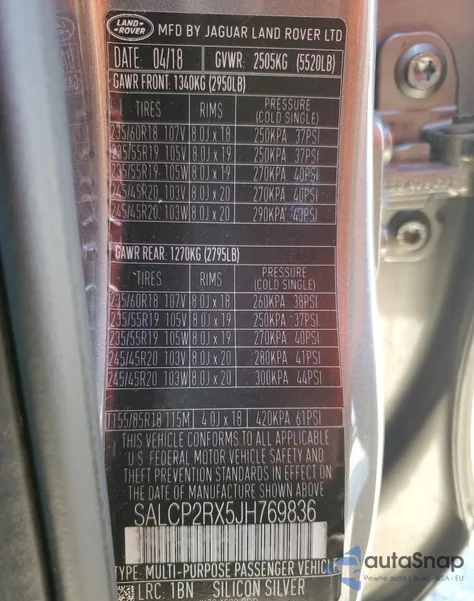 LAND-
ROVER
MFD BY JAGUAR LAND ROVER LTD
DATE: 04/18 GVWR: 2505KG (5520LB)
GAWR FRONT: 1340KG (2950LB)
TIRES RIMS PRESSURE (COLD SINGLE)
235/60R18 107V 8.0J x 18 250KPA 37PSI
235/55R19 105V 8.0J x 19 250KPA 37PSI
235/55R19 105W 8.0J x 19 270KPA 40PSI
245/45R20 103W 8.0J x 20 270KPA 40PSI
245/45R20 103W 8.0J x 20 290KPA 43PSI
GAWR REAR: 1270KG (2795LB)
TIRES RIMS PRESSURE (COLD SINGLE)
235/60R18 107V 8.0J x 18 260KPA 38PSI
235/55R19 105V 8.0J x 19 250KPA 37PSI
235/55R19 105W 8.0J x 19 270KPA 40PSI
245/45R20 103W 8.0J x 20 280KPA 41PSI
245/45R20 103W 8.0J x 20 300KPA 44PSI
T155/85R18 115M 4.0J x 18 420KPA 61PSI
THIS VEHICLE CONFORMS TO ALL APPLICABLE
U.S. FEDERAL MOTOR VEHICLE SAFETY AND
THEFT PREVENTION STANDARDS IN EFFECT ON
THE DATE OF MANUFACTURE SHOWN ABOVE
SALCP2RX5JH769836
TYPE: MULTI-PURPOSE PASSENGER VEHICLE
LRC: 1BN SILICON SILVER
autoSnap
Pewne auta z USA i EU